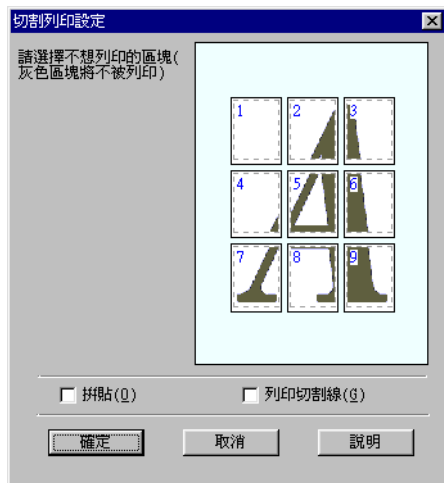 切割列印設定
請選擇不想列印的區塊(
灰色區塊將不被列印)
1 2 3
4 5 6
7 8 9
拼貼(O) 列印切割線(G)
確定 取消 說明